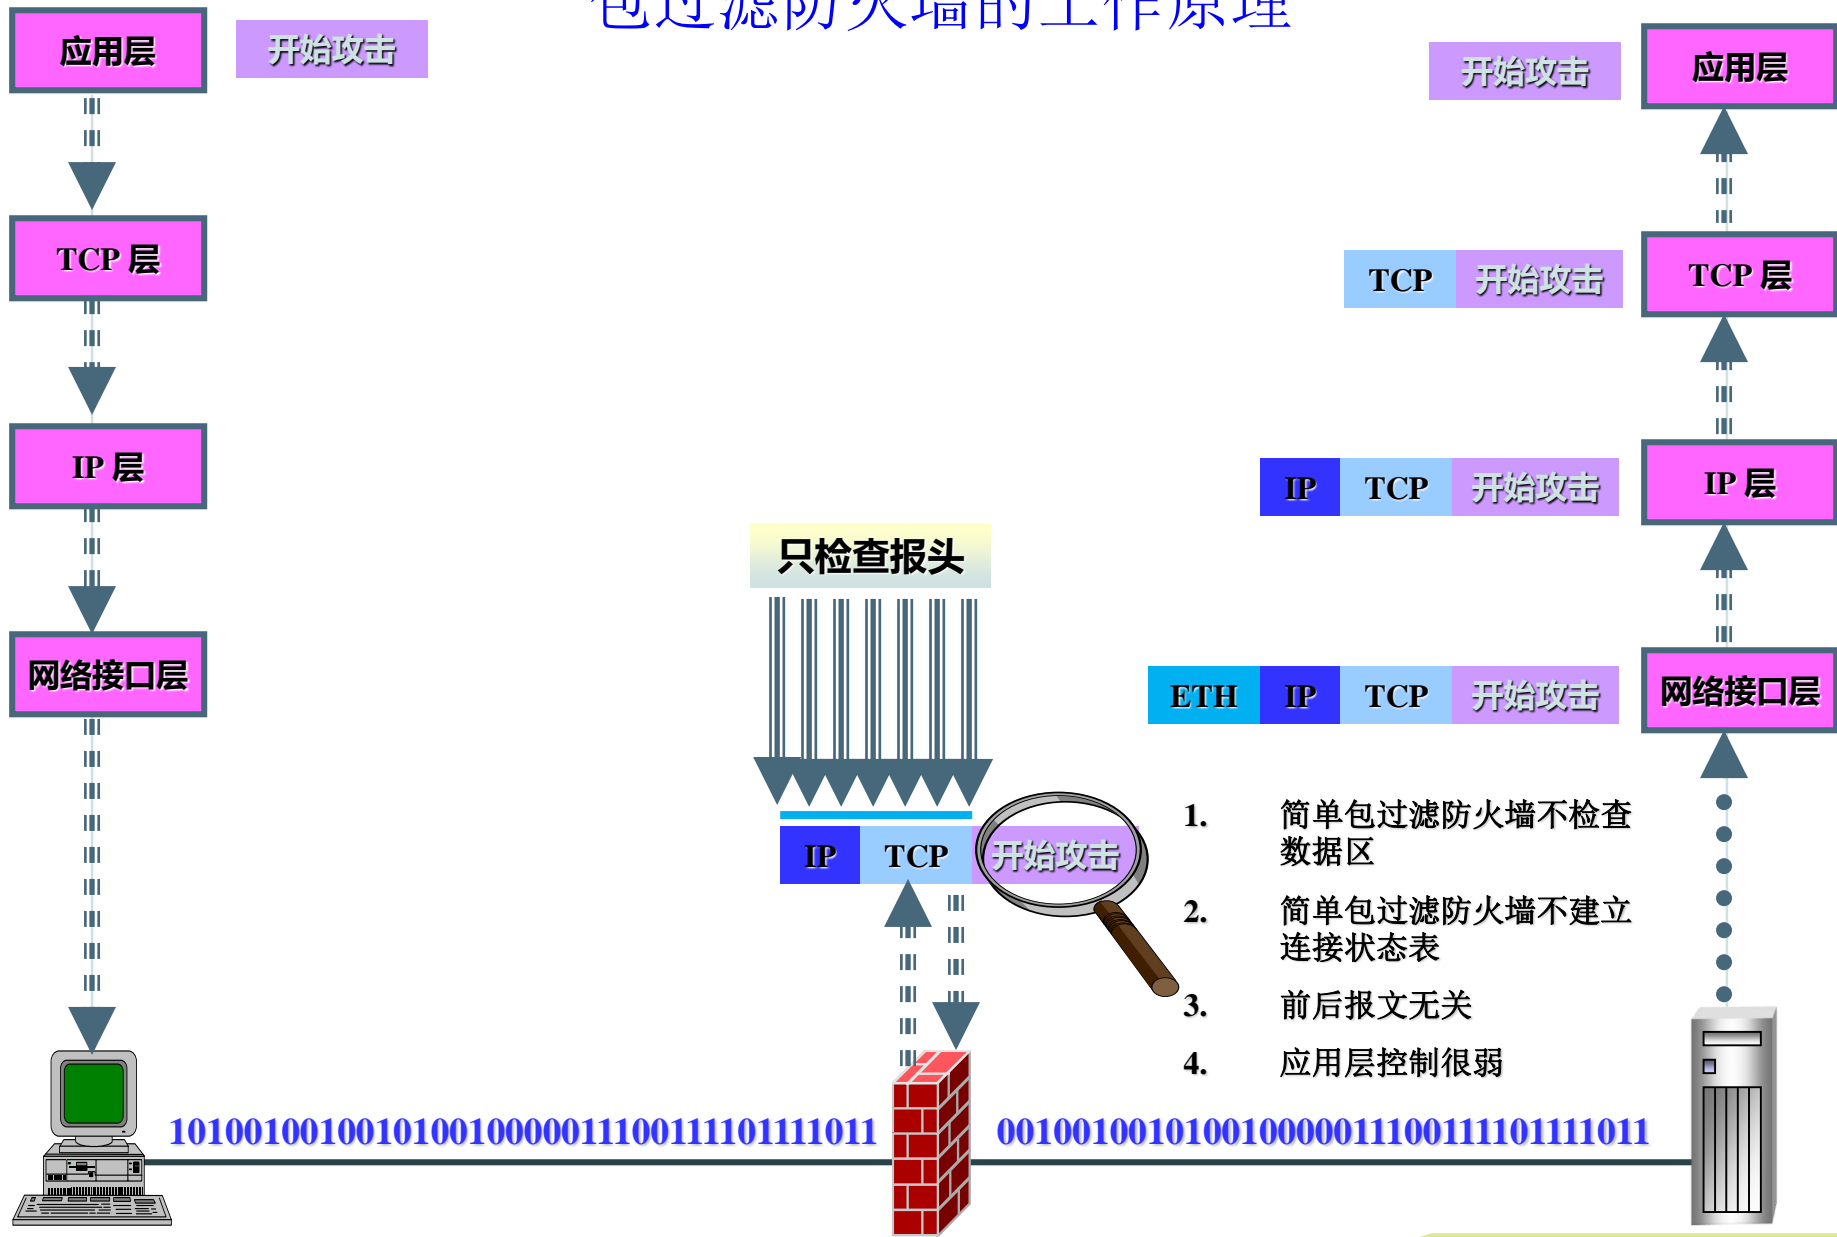 包过滤防火墙的工作原理
应用层
开始攻击
开始攻击
应用层
TCP 层
TCP
开始攻击
TCP 层
IP 层
IP
TCP
开始攻击
IP 层
只检查报头
网络接口层
ETH
IP
TCP
开始攻击
网络接口层
IP
TCP
开始攻击
1. 简单包过滤防火墙不检查
数据区
2. 简单包过滤防火墙不建立
连接状态表
3. 前后报文无关
4. 应用层控制很弱
101001001001010010000011100111101111011
001001001010010000011100111101111011